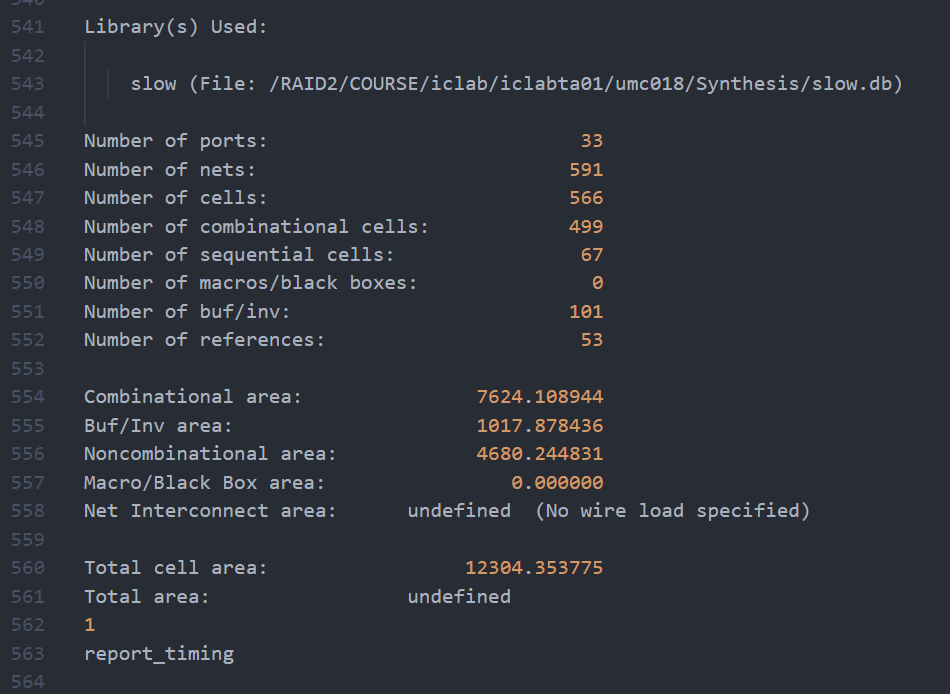 540
541 Library(s) Used:
542
543 slow (File: /RAID2/COURSE/iclab/iclabta01/umc018/Synthesis/slow.db)
544
545 Number of ports: 33
546 Number of nets: 591
547 Number of cells: 566
548 Number of combinational cells: 499
549 Number of sequential cells: 67
550 Number of macros/black boxes: 0
551 Number of buf/inv: 101
552 Number of references: 53
553
554 Combinational area: 7624.108944
555 Buf/Inv area: 1017.878436
556 Noncombinational area: 4680.244831
557 Macro/Black Box area: 0.000000
558 Net Interconnect area: undefined (No wire load specified)
559
560 Total cell area: 12304.353775
561 Total area: undefined
562 1
563 report_timing
564